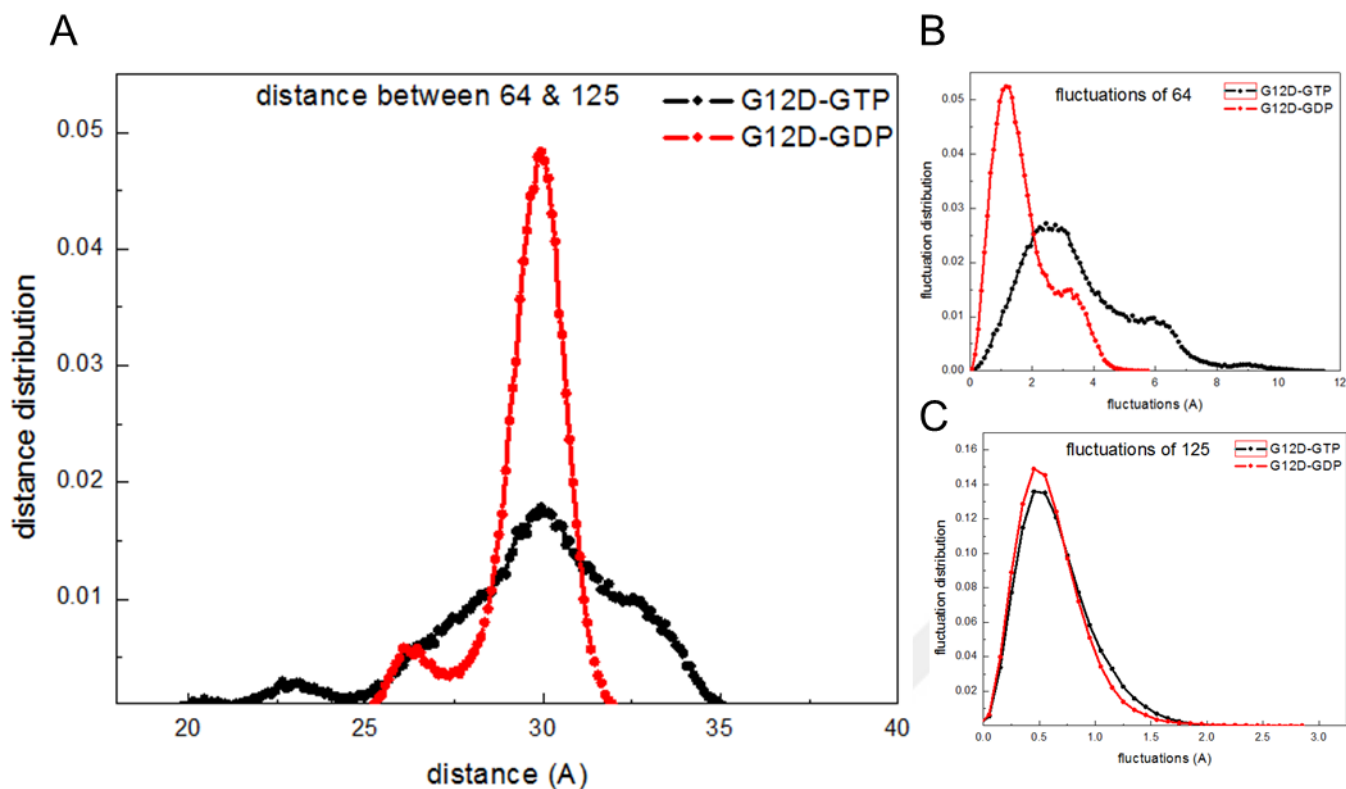 A
distance between 64 & 125
G12D-GTP
G12D-GDP
0.05
0.04
0.03
0.02
0.01
distance distribution
20
25
30
35
40
distance (A)
B
fluctuations of 64
G12D-GTP
G12D-GDP
0.05
0.04
0.03
0.02
0.01
0.00
fluctuation distribution
0
2
4
6
8
10
12
fluctuations (A)
C
fluctuations of 125
G12D-GTP
G12D-GDP
0.16
0.14
0.12
0.10
0.08
0.06
0.04
0.02
fluctuation distribution
0.0
0.5
1.0
1.5
2.0
2.5
3.0
fluctuations (A)